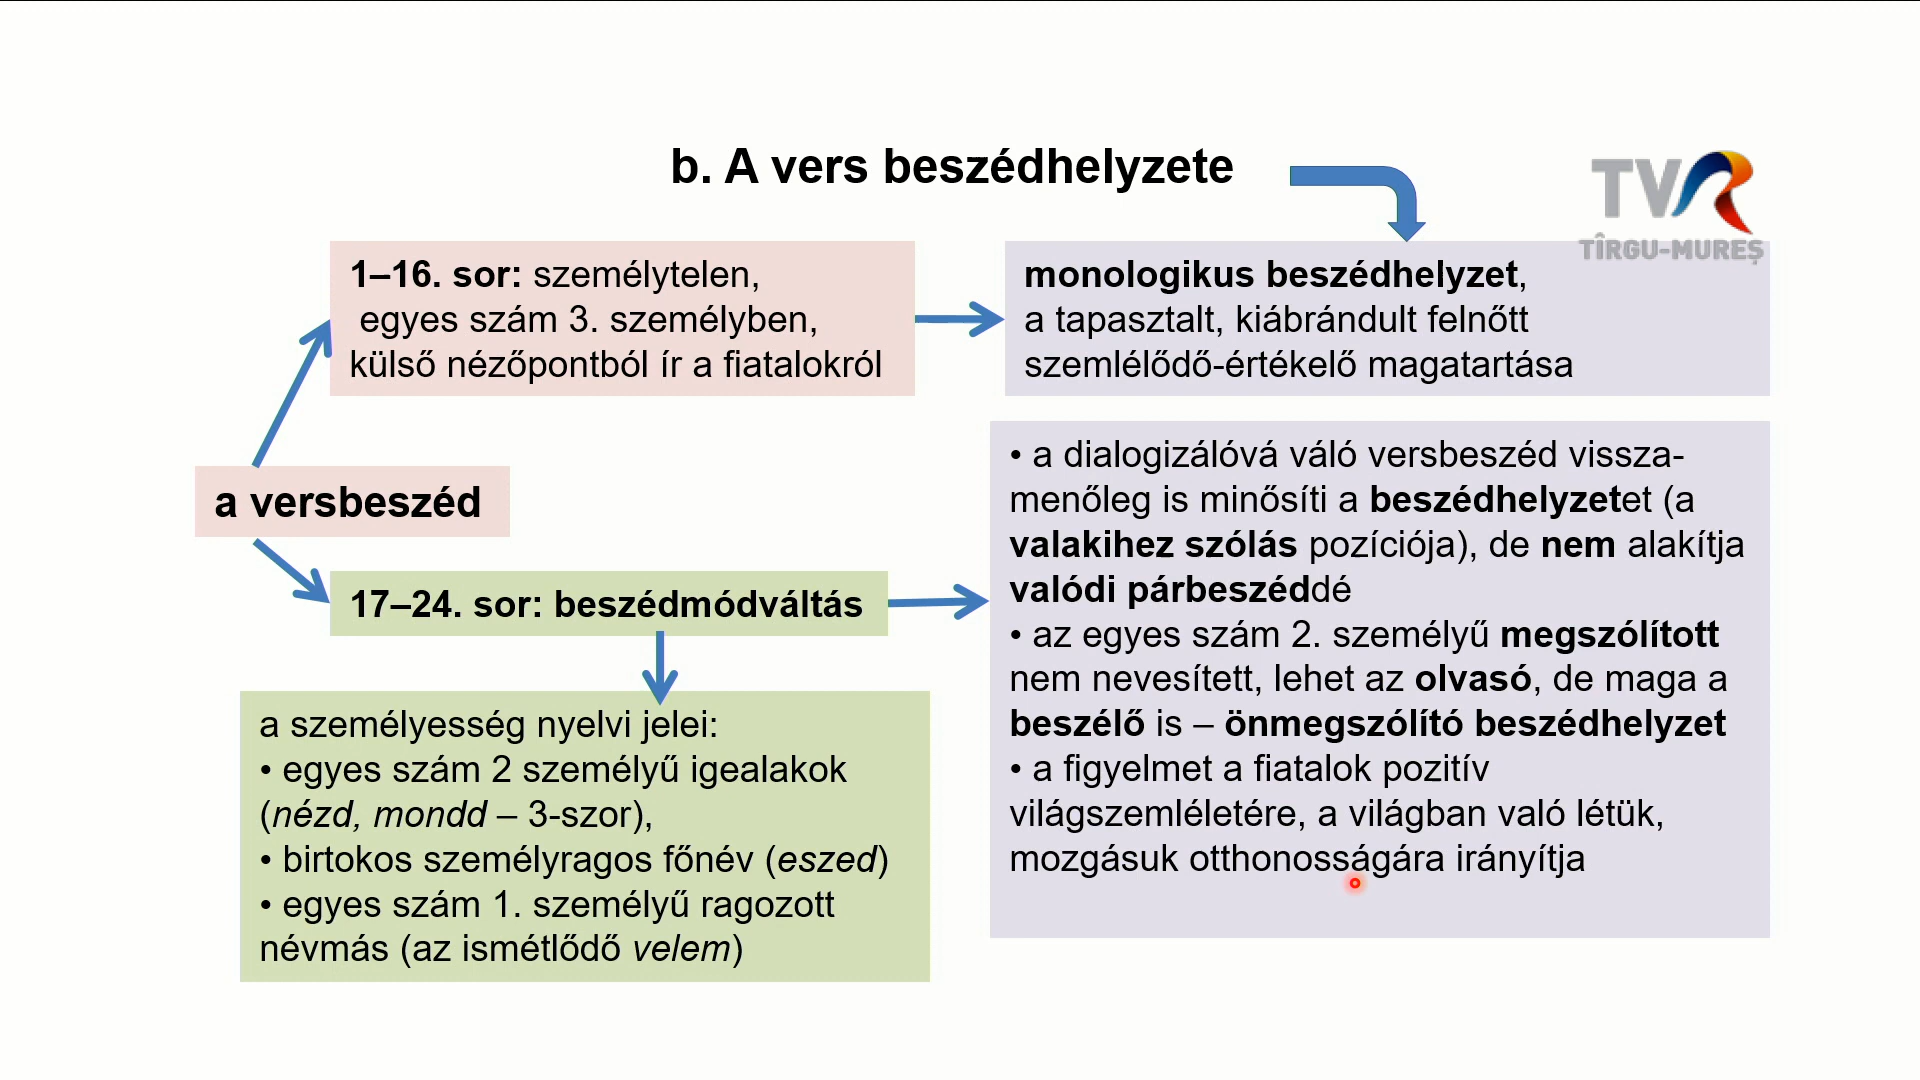 b. A vers beszédhelyzete
TVR
TÎRGU-MUREȘ
1–16. sor: személytelen,
egyes szám 3. személyben,
külső nézőpontból ír a fiatalokról
monologikus beszédhelyzet,
a tapasztalt, kiábrándult felnőtt
szemlélődő-értékelő magatartása
a versbeszéd
17–24. sor: beszédmódváltás
a személyesség nyelvi jelei:
• egyes szám 2 személyű igealakok
(nézd, mondd – 3-szor),
• birtokos személyragos főnév (eszed)
• egyes szám 1. személyű ragozott
névmás (az ismétlődő velem)
• a dialogizálóvá váló versbeszéd vissza-
menőleg is minősíti a beszédhelyzetet (a
valakihez szólás pozíciója), de nem alakítja
valódi párbeszéddé
• az egyes szám 2. személyű megszólított
nem nevesített, lehet az olvasó, de maga a
beszélő is – önmegszólító beszédhelyzet
• a figyelmet a fiatalok pozitív
világszemléletére, a világban való létük,
mozgásuk otthonosságára irányítja